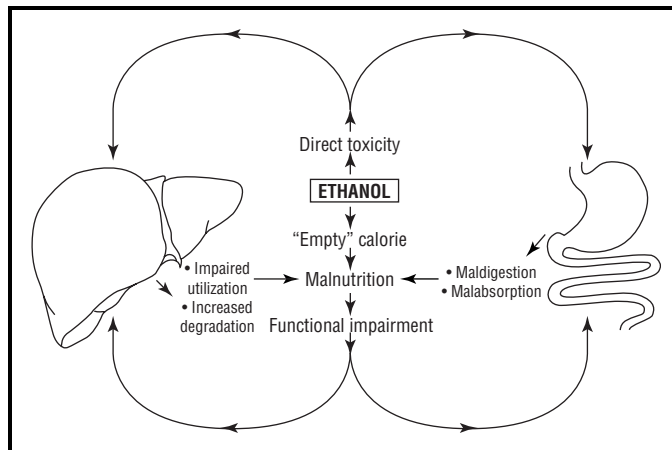 Direct toxicity
ETHANOL
“Empty” calorie
• Impaired
utilization
• Increased
degradation
Malnutrition
• Maldigestion
• Malabsorption
Functional impairment